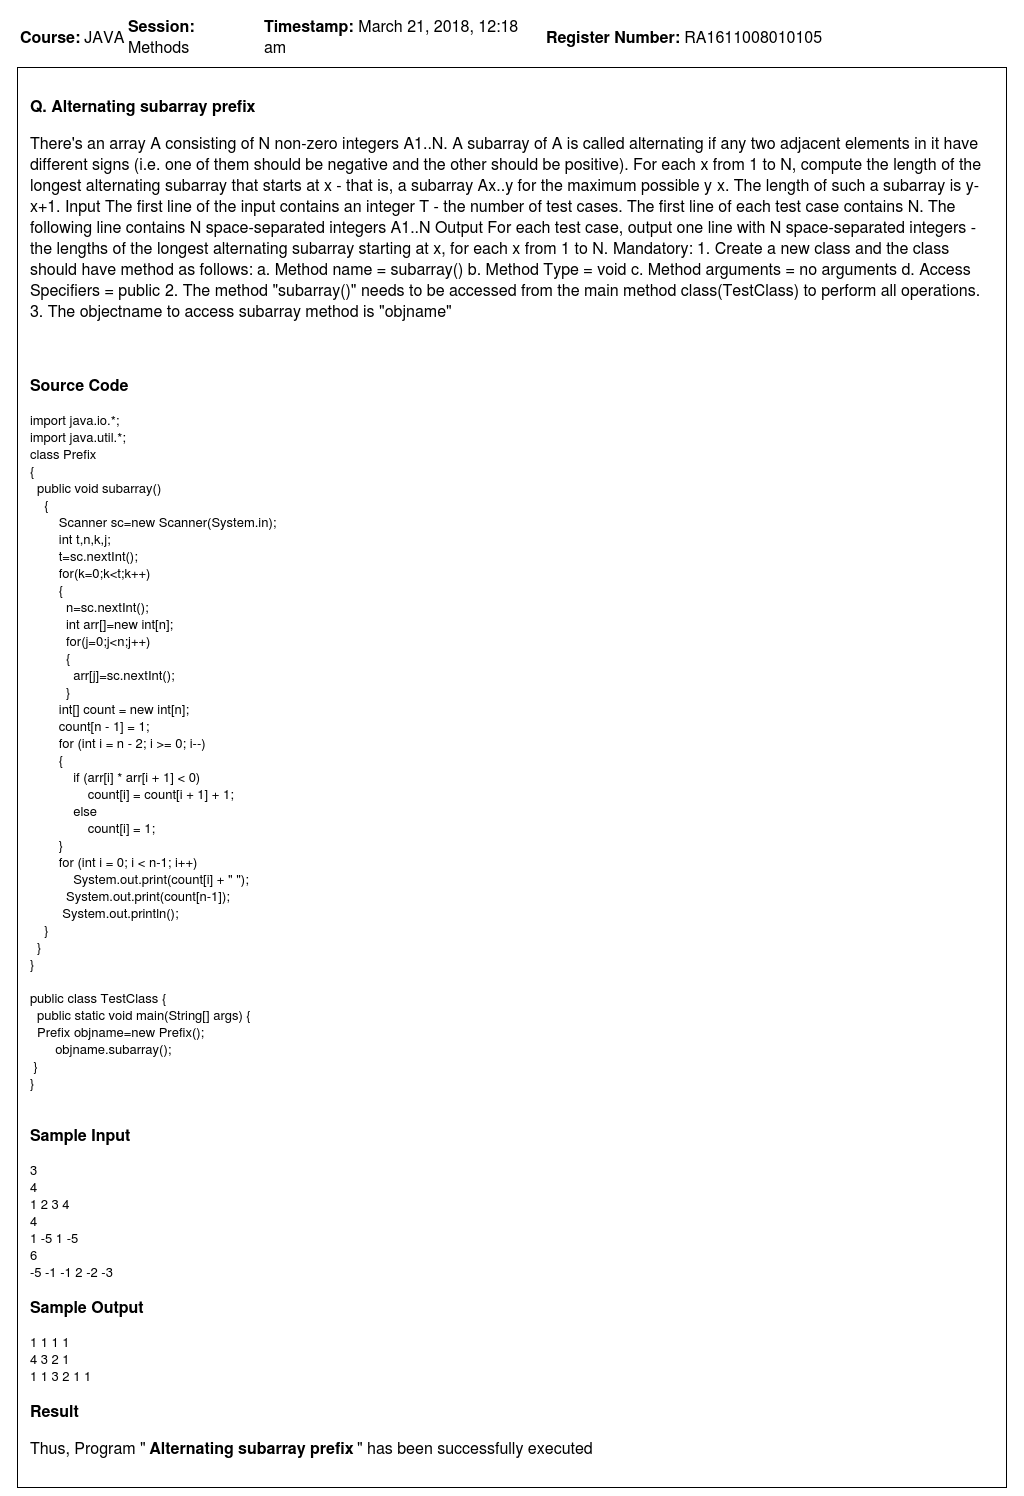 Course: JAVA Session: Methods Timestamp: March 21, 2018, 12:18 am Register Number: RA1611008010105
Q. Alternating subarray prefix
There's an array A consisting of N non-zero integers A1..N. A subarray of A is called alternating if any two adjacent elements in it have
different signs (i.e. one of them should be negative and the other should be positive). For each x from 1 to N, compute the length of the
longest alternating subarray that starts at x - that is, a subarray Ax..y for the maximum possible y x. The length of such a subarray is y-
x+1. Input The first line of the input contains an integer T - the number of test cases. The first line of each test case contains N. The
following line contains N space-separated integers A1..N Output For each test case, output one line with N space-separated integers -
the lengths of the longest alternating subarray starting at x, for each x from 1 to N. Mandatory: 1. Create a new class and the class
should have method as follows: a. Method name = subarray() b. Method Type = void c. Method arguments = no arguments d. Access
Specifiers = public 2. The method "subarray()" needs to be accessed from the main method class(TestClass) to perform all operations.
3. The objectname to access subarray method is "objname"
Source Code
import java.io.*;
import java.util.*;
class Prefix
{
public void subarray()
{
Scanner sc=new Scanner(System.in);
int t,n,k,j;
t=sc.nextInt();
for(k=0;k<t;k++)
{
n=sc.nextInt();
int arr[]=new int[n];
for(j=0;j<n;j++)
{
arr[j]=sc.nextInt();
}
int[] count = new int[n];
count[n - 1] = 1;
for (int i = n - 2; i >= 0; i--)
{
if (arr[i] * arr[i + 1] < 0)
count[i] = count[i + 1] + 1;
else
count[i] = 1;
}
for (int i = 0; i < n-1; i++)
System.out.print(count[i] + " ");
System.out.print(count[n-1]);
System.out.println();
}
}
}
public class TestClass {
public static void main(String[] args) {
Prefix objname=new Prefix();
objname.subarray();
}
}
Sample Input
3
4
1 2 3 4
4
1 -5 1 -5
6
-5 -1 -1 2 -2 -3
Sample Output
1 1 1 1
4 3 2 1
1 1 3 2 1 1
Result
Thus, Program " Alternating subarray prefix " has been successfully executed